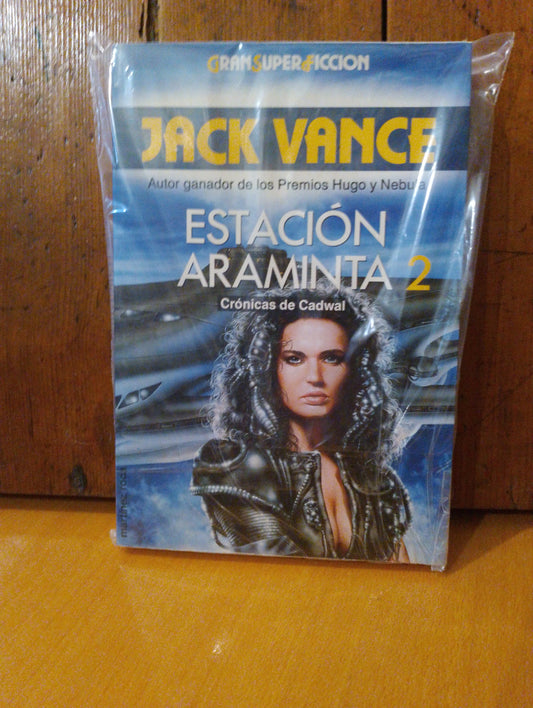 GRAN SUPER FICCION
JACK VANCE
Autor ganador de los Premios Hugo y Nebula
ESTACIÓN
ARAMINTA 2
Crónicas de Cadwal
martínez roca